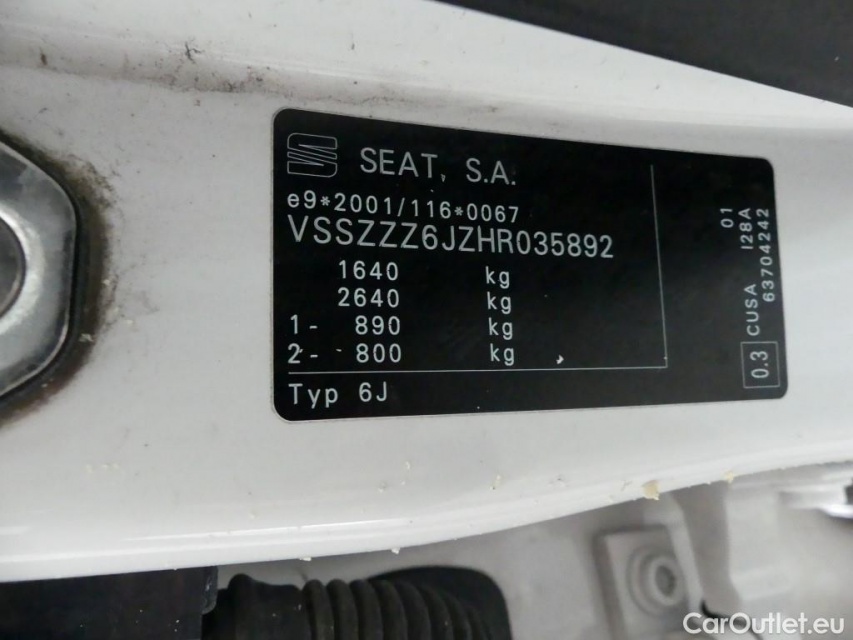 SEAT, S.A.
e9*2001/116*0067
VSSZZZ6JZHR035892
1640 kg
2640 kg
1- 890 kg
2- 800 kg
Typ 6J
01
CUSA I28A
63704242
0.3
CarOutlet.eu